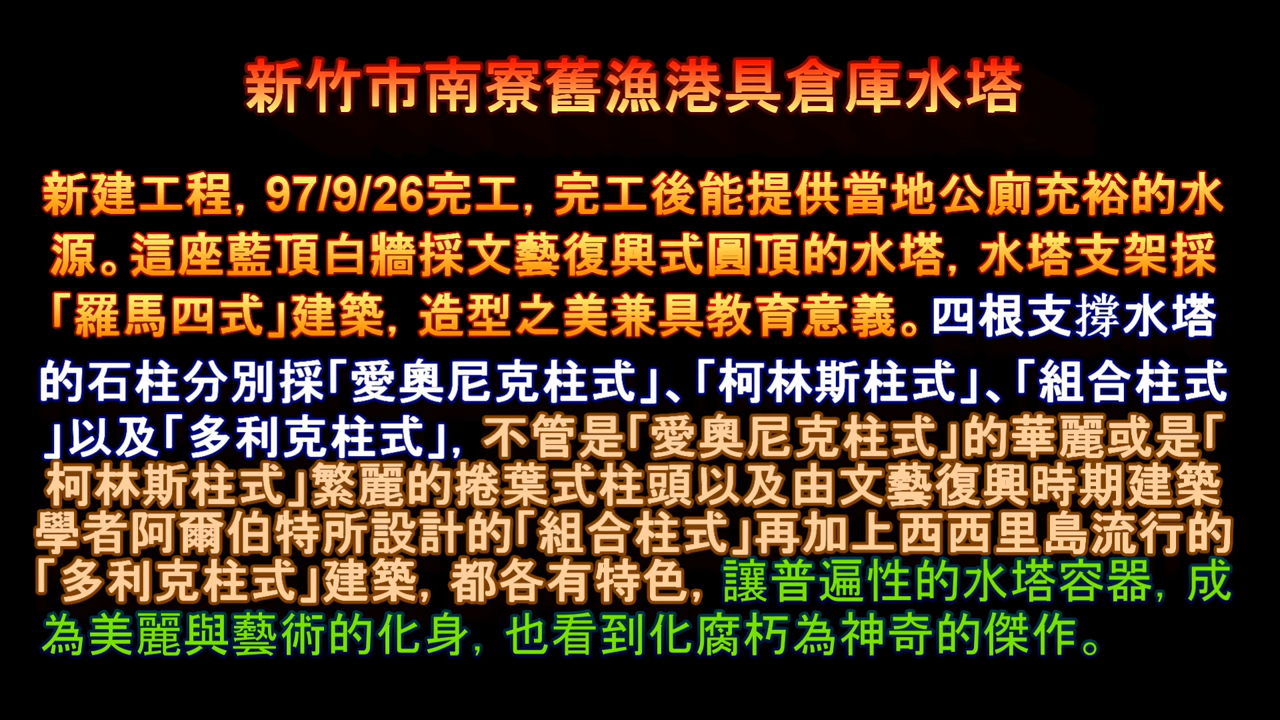 新竹市南寮舊漁港具倉庫水塔
新建工程，97/9/26完工，完工後能提供當地公廁充裕的水
源。這座藍頂白牆採文藝復興式圓頂的水塔，水塔支架採
「羅馬四式」建築，造型之美兼具教育意義。四根支撐水塔
的石柱分別採「愛奧尼克柱式」、「柯林斯柱式」、「組合柱式
」以及「多利克柱式」，不管是「愛奧尼克柱式」的華麗或是「
柯林斯柱式」繁麗的捲葉式柱頭以及由文藝復興時期建築
學者阿爾伯特所設計的「組合柱式」再加上西西里島流行的
「多利克柱式」建築，都各有特色，讓普遍性的水塔容器，成
為美麗與藝術的化身，也看到化腐朽為神奇的傑作。